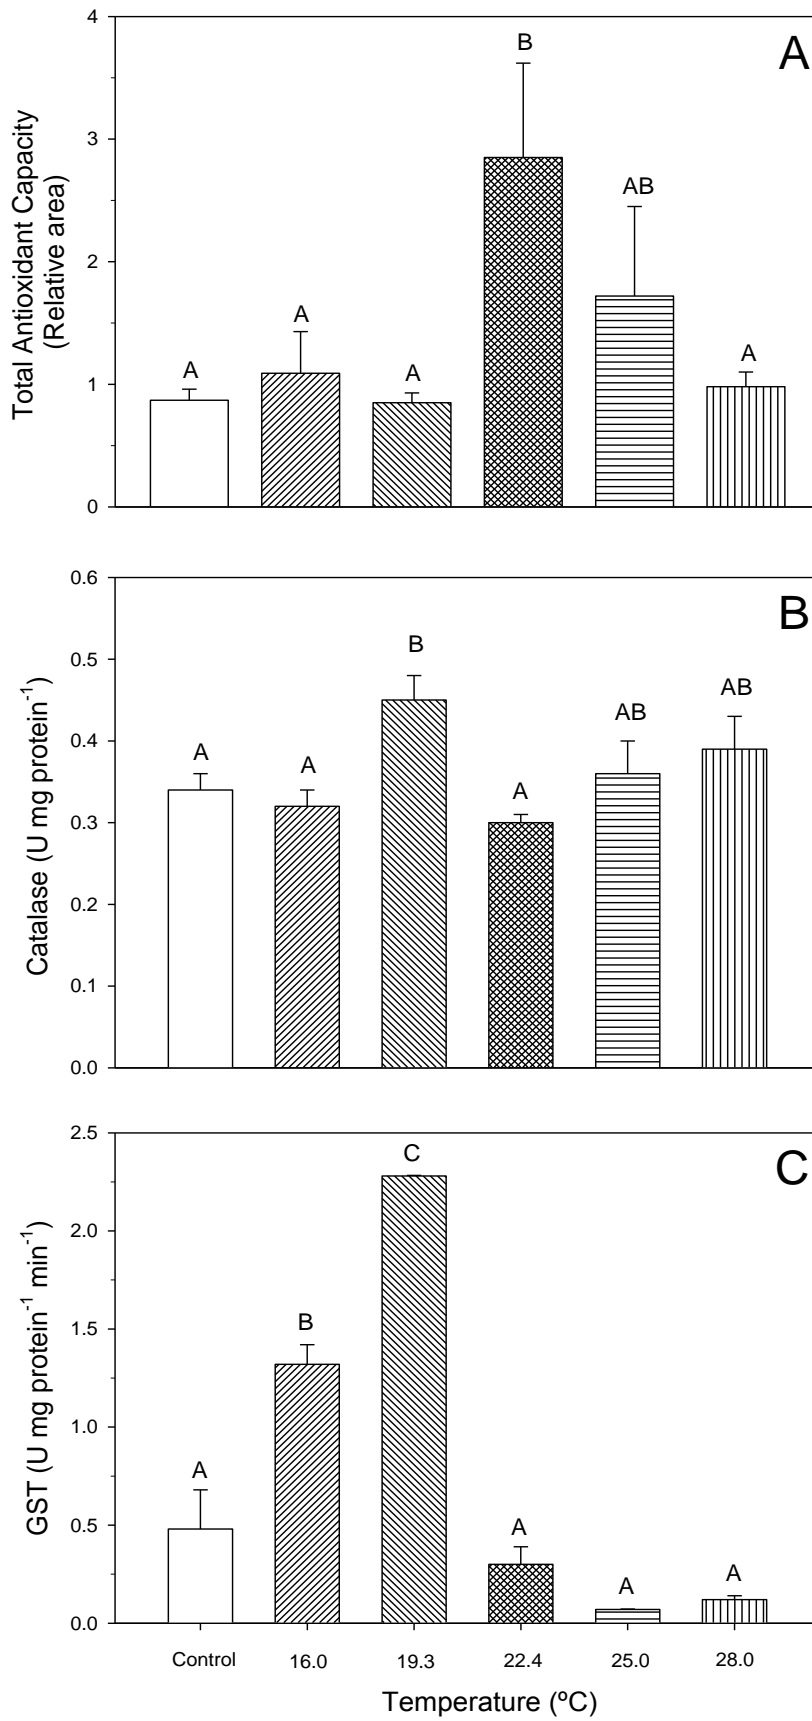 A
Total Antioxidant Capacity
(Relative area)
4
3
2
1
0
A
A
A
B
AB
A
B
Catalase (U mg protein⁻¹)
0.6
0.5
0.4
0.3
0.2
0.1
0.0
A
A
B
A
AB
AB
C
GST (U mg protein⁻¹ min⁻¹)
2.5
2.0
1.5
1.0
0.5
0.0
A
B
C
A
A
A
Control 16.0 19.3 22.4 25.0 28.0
Temperature (ºC)